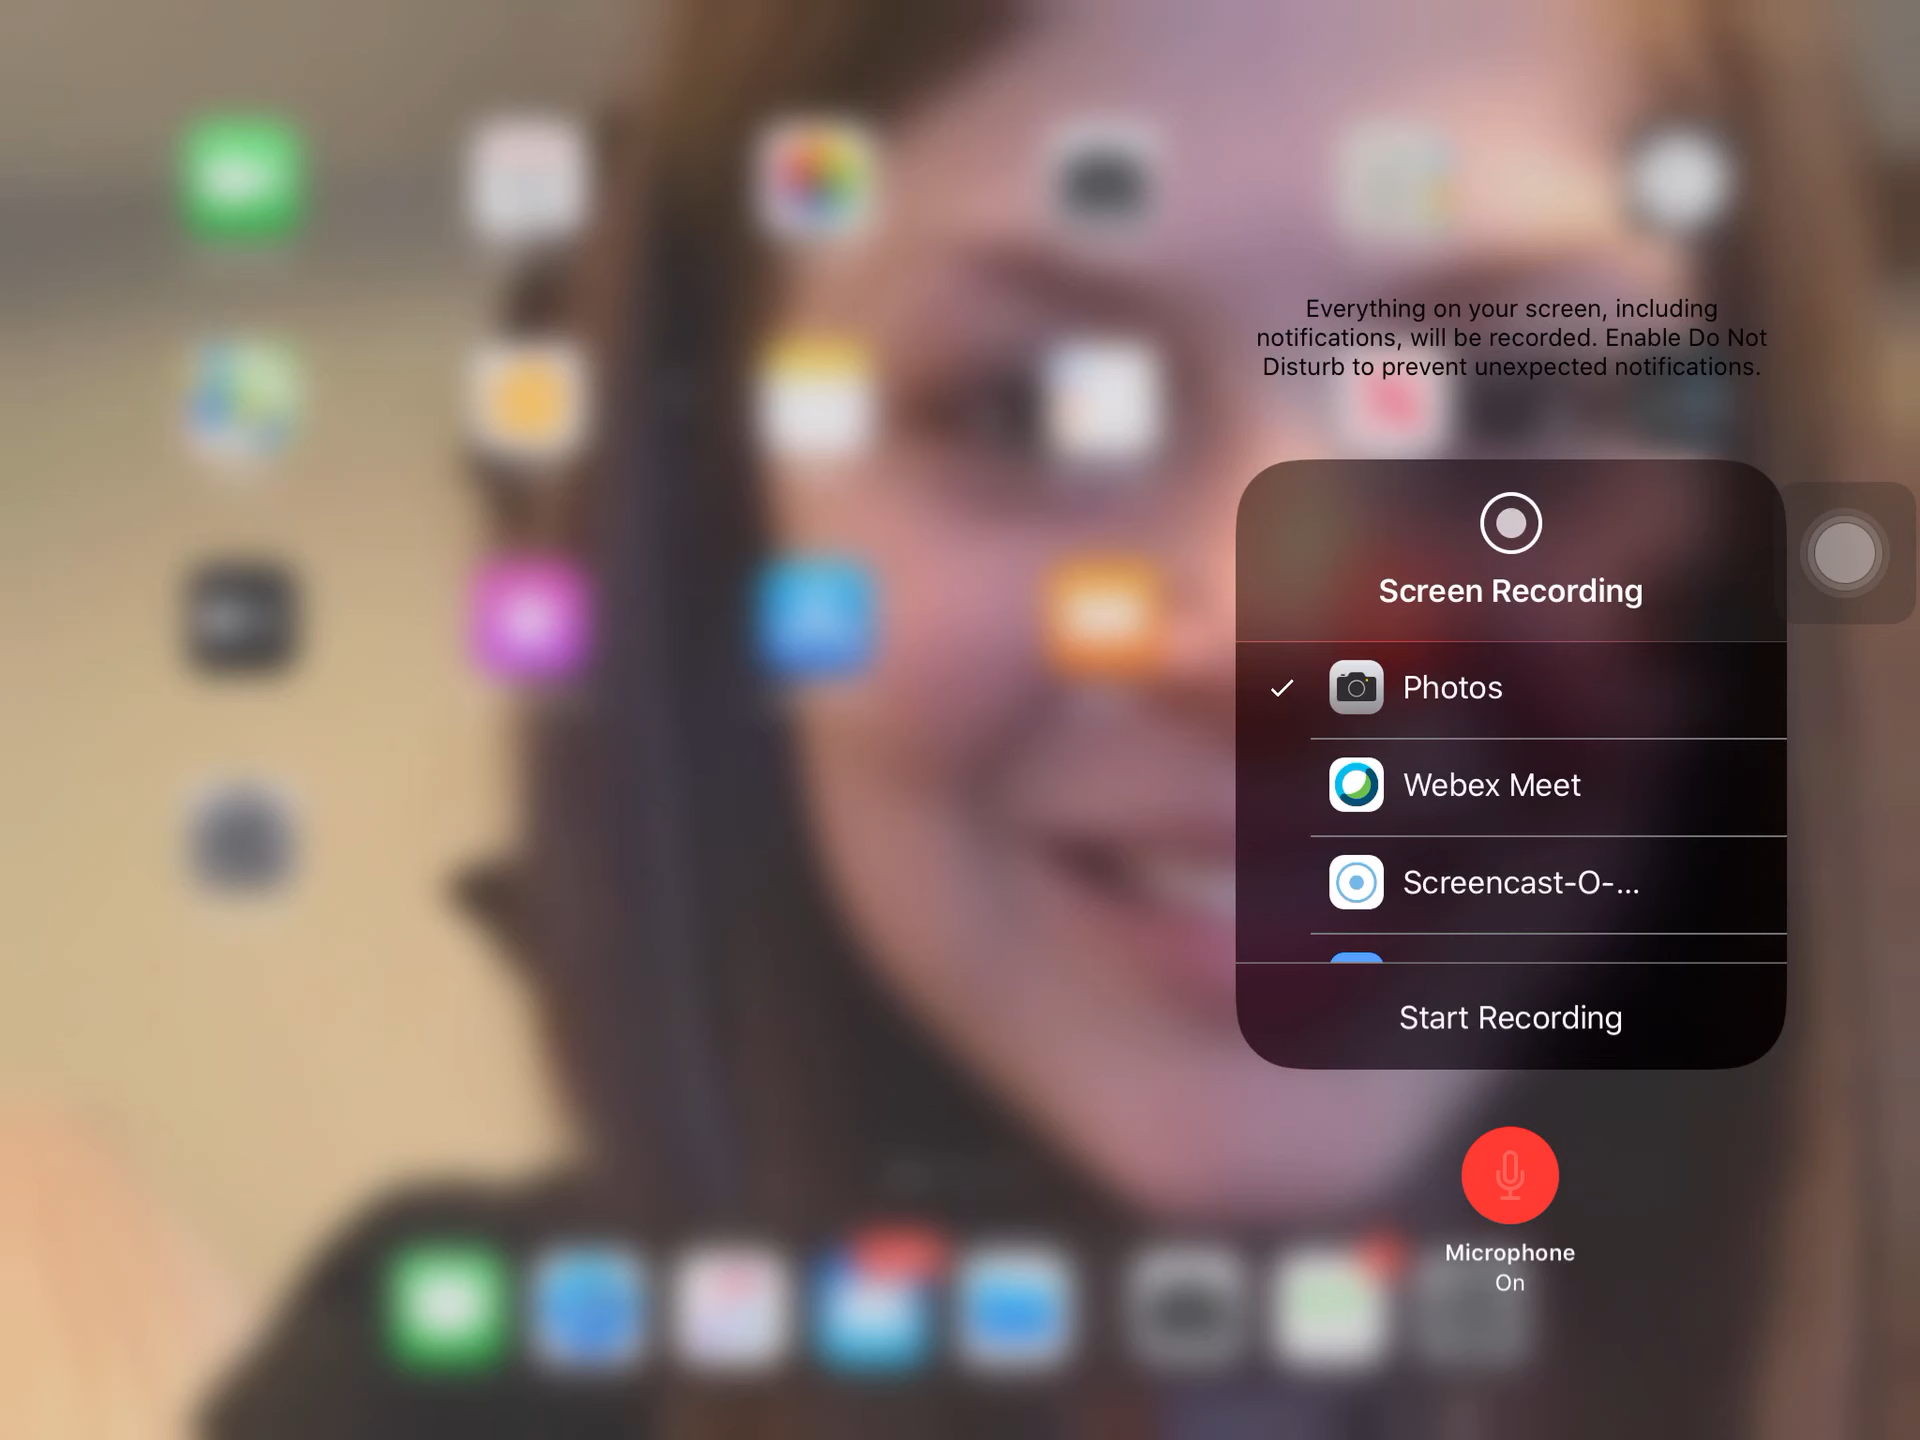 Everything on your screen, including
notifications, will be recorded. Enable Do Not
Disturb to prevent unexpected notifications.
Screen Recording
Photos
Webex Meet
Screencast-O-...
Start Recording
Microphone
On